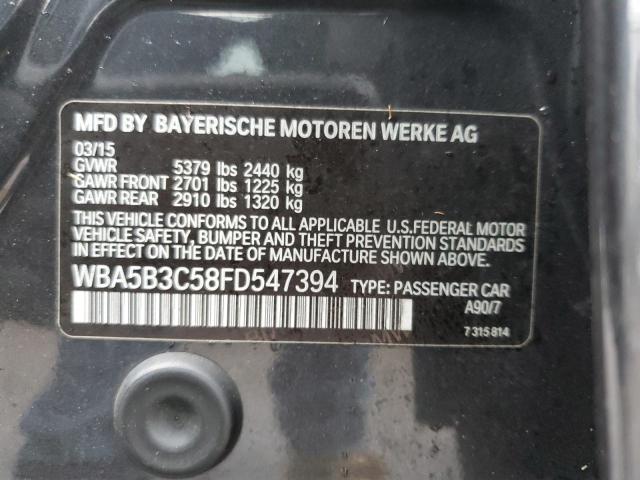 MFD BY BAYERISCHE MOTOREN WERKE AG
03/15
GVWR 5379 lbs 2440 kg
GAWR FRONT 2701 lbs 1225 kg
GAWR REAR 2910 lbs 1320 kg
THIS VEHICLE CONFORMS TO ALL APPLICABLE U.S.FEDERAL MOTOR
VEHICLE SAFETY, BUMPER AND THEFT PREVENTION STANDARDS
IN EFFECT ON THE DATE OF MANUFACTURE SHOWN ABOVE.
WBA5B3C58FD547394 TYPE: PASSENGER CAR
A90/7
7 315 814